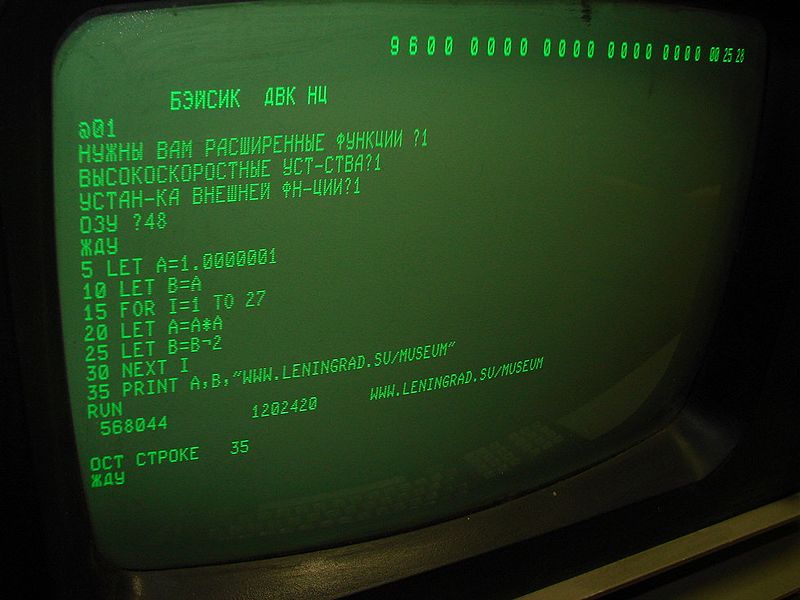 9600 0000 0000 0000 0000 00 25 28
БЭЙСИК ДВК НЦ
@01
НУЖНЫ ВАМ РАСШИРЕННЫЕ ФУНКЦИИ ?1
ВЫСОКОСКОРОСТНЫЕ УСТ-СТВА?1
УСТАН-КА ВНЕШНЕЙ ФН-ЦИИ?1
ОЗУ ?48
ЖДУ
5 LET A=1.0000001
10 LET B=A
15 FOR I=1 TO 27
20 LET A=A*A
25 LET B=B¬2
30 NEXT I
35 PRINT A,B,"WWW.LENINGRAD.SU/MUSEUM"
RUN
568044 1202420 WWW.LENINGRAD.SU/MUSEUM
ОСТ СТРОКЕ 35
ЖДУ